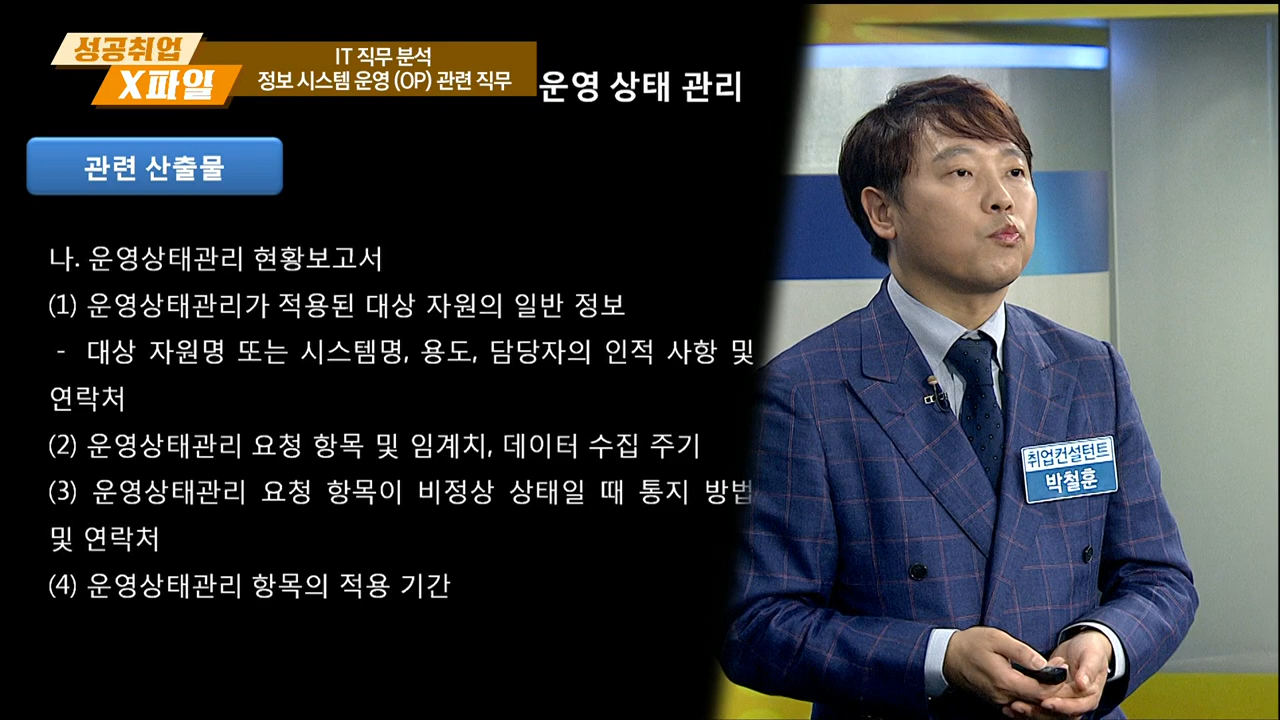 성공취업
X파일
IT 직무 분석
정보 시스템 운영 (OP) 관련 직무
운영 상태 관리
관련 산출물
나. 운영상태관리 현황보고서
(1) 운영상태관리가 적용된 대상 자원의 일반 정보
- 대상 자원명 또는 시스템명, 용도, 담당자의 인적 사항 및
연락처
(2) 운영상태관리 요청 항목 및 임계치, 데이터 수집 주기
(3) 운영상태관리 요청 항목이 비정상 상태일 때 통지 방법
및 연락처
(4) 운영상태관리 항목의 적용 기간
취업컨설턴트
박철훈